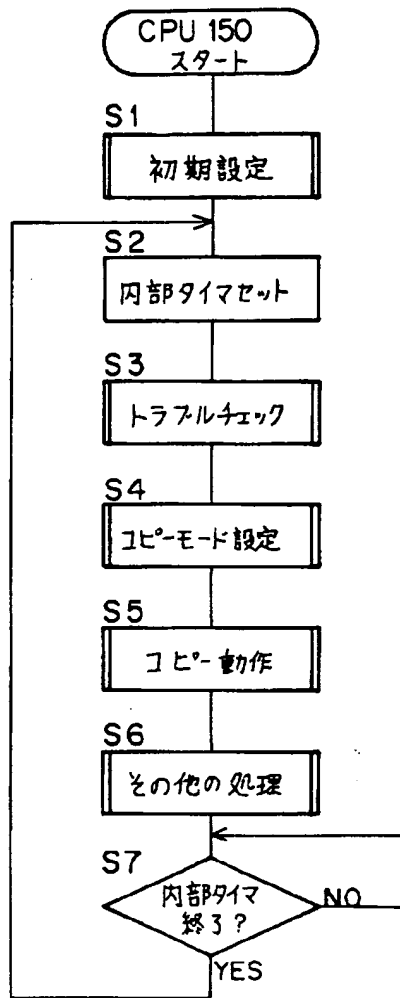 CPU 150
スタート
S1
初期設定
S2
内部タイマセット
S3
トラブルチェック
S4
コピーモード設定
S5
コピー動作
S6
その他の処理
S7
内部タイマ
終了?
NO
YES